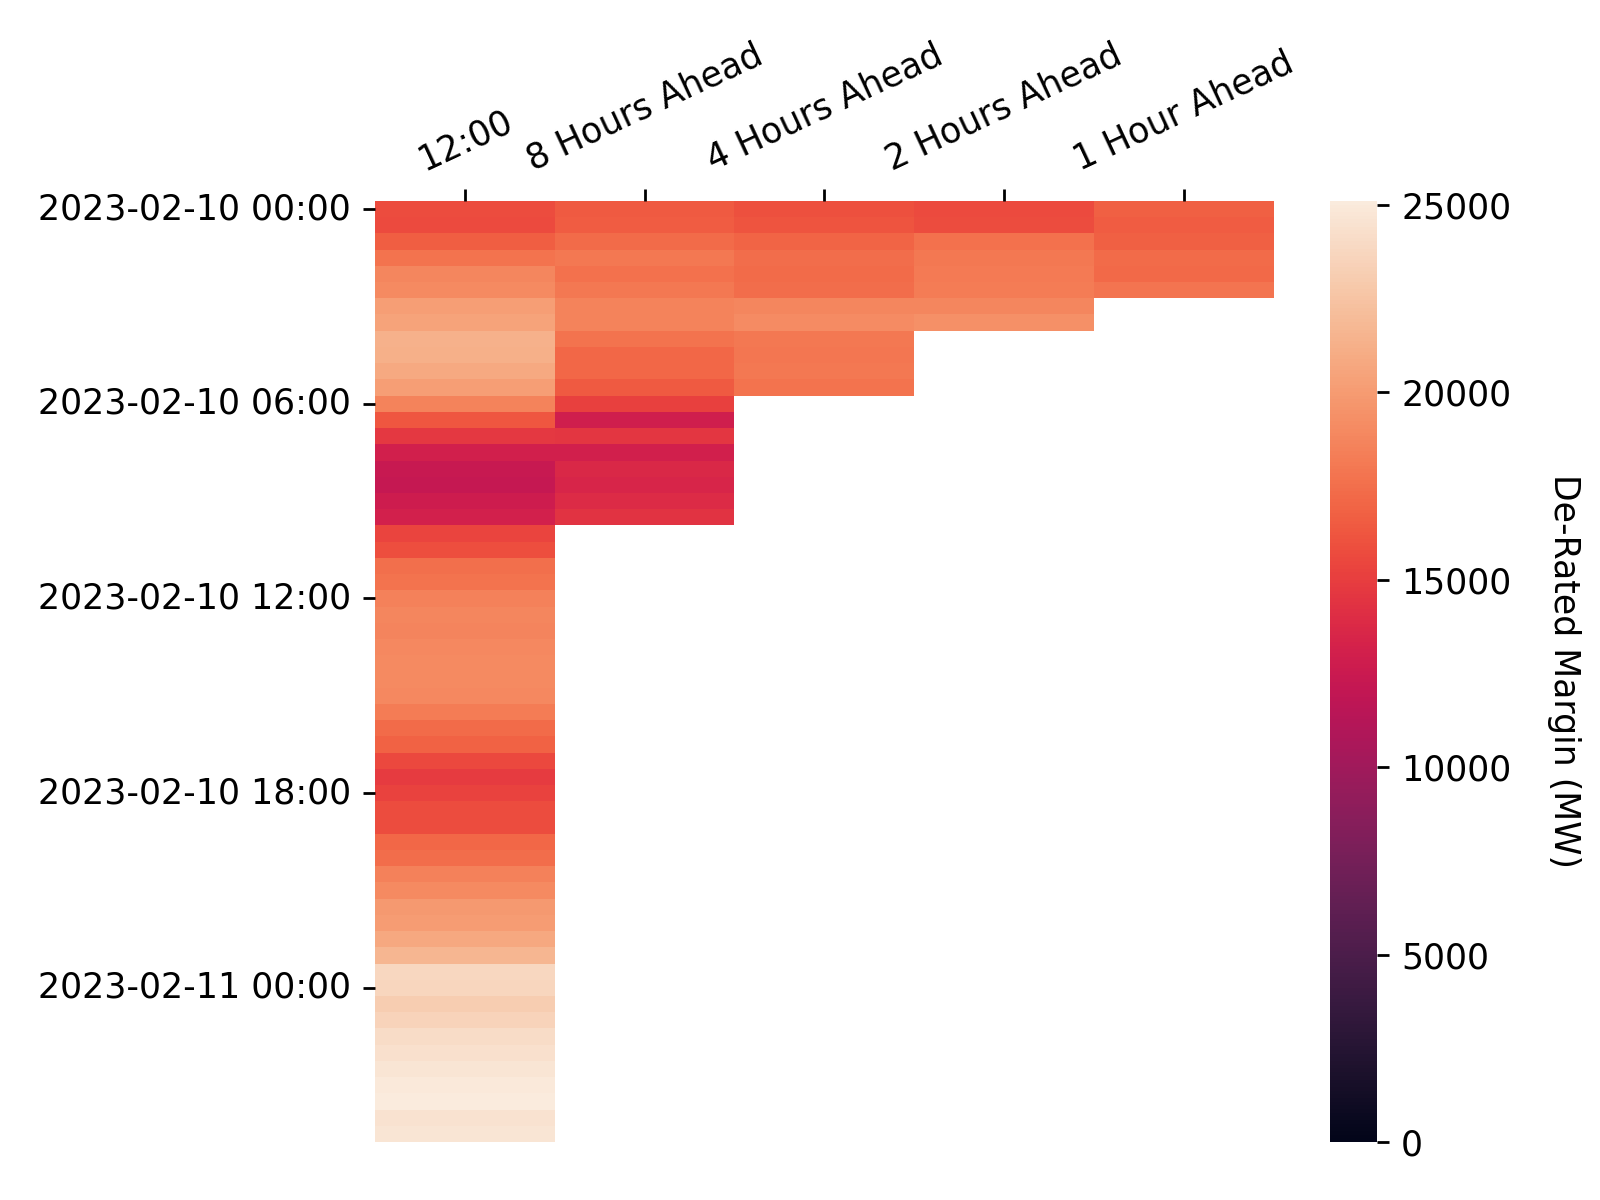 12:00
8 Hours Ahead
4 Hours Ahead
2 Hours Ahead
1 Hour Ahead
2023-02-10 00:00
2023-02-10 06:00
2023-02-10 12:00
2023-02-10 18:00
2023-02-11 00:00
25000
20000
15000
10000
5000
0
De-Rated Margin (MW)